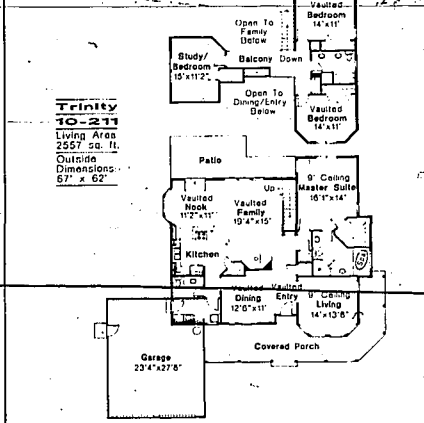 Vaulted
Bedroom
14'x11'
Open To
Family
Below
Balcony Down
Study/
Bedroom
15'x11'2"
Open To
Dining/Entry
Below
Vaulted
Bedroom
14'x11'
Trinity
10-211
Living Area
2557 sq. ft.
Outside
Dimensions:
67' x 62'
Patio
9' Ceiling
Master Suite
16'1"x14'
Up
Vaulted
Nook
11'2"x11'
Vaulted
Family
19'4"x15'
Kitchen
Spa
Vaulted
Dining
12'6"x11'
Vaulted
Entry
9' Ceiling
Living
14'x13'8"
Covered Porch
Garage
23'4"x27'8"